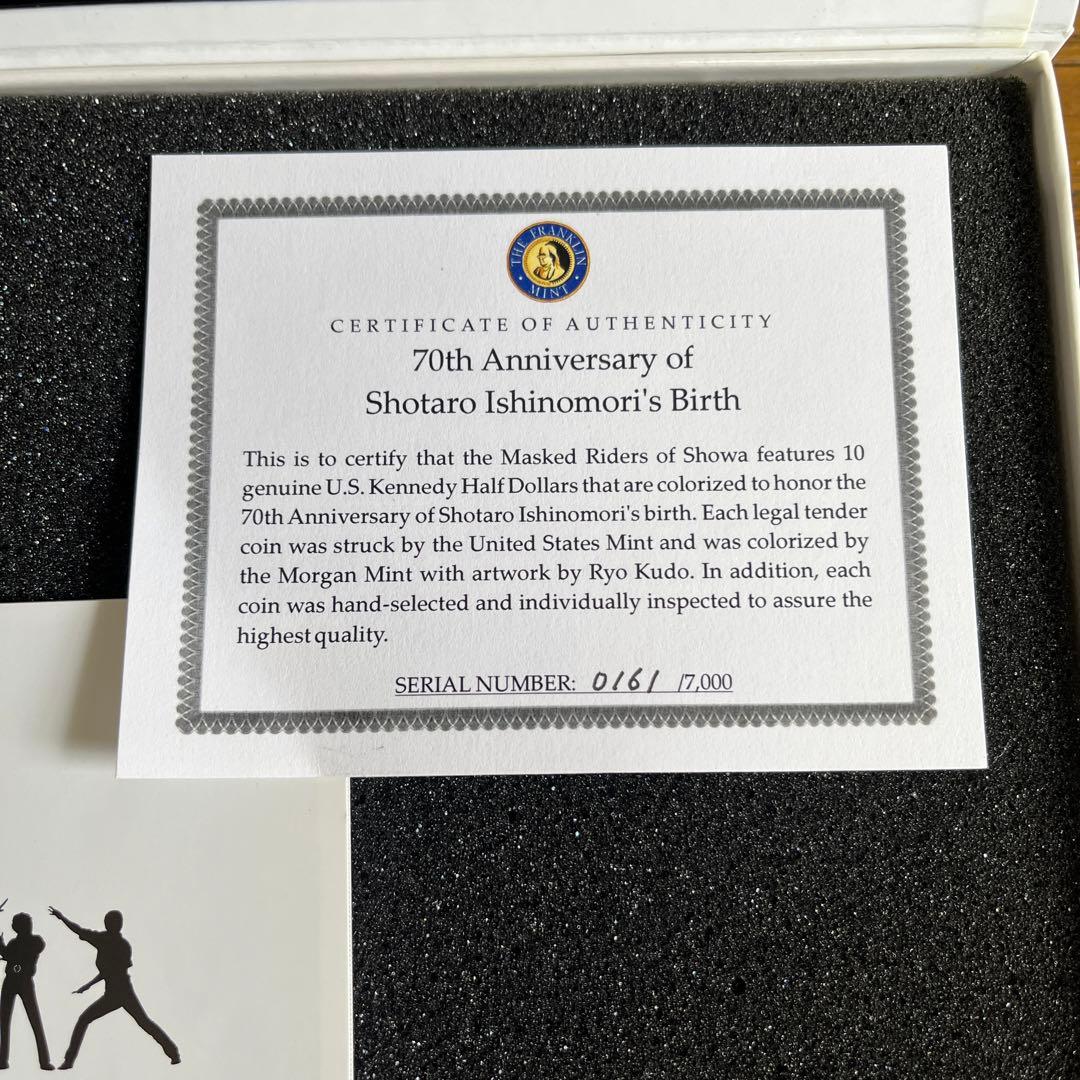 THE FRANKLIN
MINT
CERTIFICATE OF AUTHENTICITY
70th Anniversary of
Shotaro Ishinomori's Birth
This is to certify that the Masked Riders of Showa features 10
genuine U.S. Kennedy Half Dollars that are colorized to honor the
70th Anniversary of Shotaro Ishinomori's birth. Each legal tender
coin was struck by the United States Mint and was colorized by
the Morgan Mint with artwork by Ryo Kudo. In addition, each
coin was hand-selected and individually inspected to assure the
highest quality.
SERIAL NUMBER: 0161 /7,000